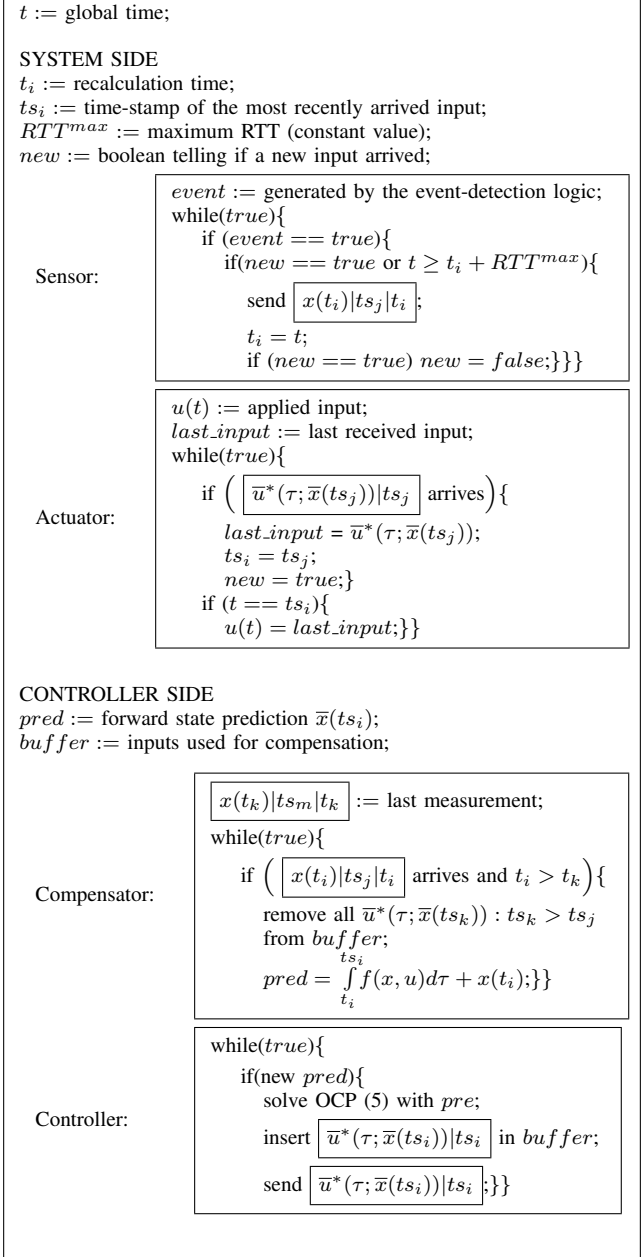 t := global time;
SYSTEM SIDE
t_i := recalculation time;
ts_i := time-stamp of the most recently arrived input;
RTT^{max} := maximum RTT (constant value);
new := boolean telling if a new input arrived;
Sensor:
event := generated by the event-detection logic;
while(true){
if (event == true){
if(new == true or t ≥ t_i + RTT^{max}){
send x(t_i)|ts_j|t_i ;
t_i = t;
if (new == true) new = false;}}}
Actuator:
u(t) := applied input;
last_input := last received input;
while(true){
if ( u̅*(τ; x̅(ts_j))|ts_j arrives){
last_input = u̅*(τ; x̅(ts_j));
ts_i = ts_j;
new = true;}
if (t == ts_i){
u(t) = last_input;}}
CONTROLLER SIDE
pred := forward state prediction x̅(ts_i);
buffer := inputs used for compensation;
Compensator:
x(t_k)|ts_m|t_k := last measurement;
while(true){
if ( x(t_i)|ts_j|t_i arrives and t_i > t_k){
remove all u̅*(τ; x̅(ts_k)) : ts_k > ts_j
from buffer;
pred = ∫_{t_i}^{ts_i} f(x, u)dτ + x(t_i);}}
Controller:
while(true){
if(new pred){
solve OCP (5) with pre;
insert u̅*(τ; x̅(ts_i))|ts_i in buffer;
send u̅*(τ; x̅(ts_i))|ts_i ;}}